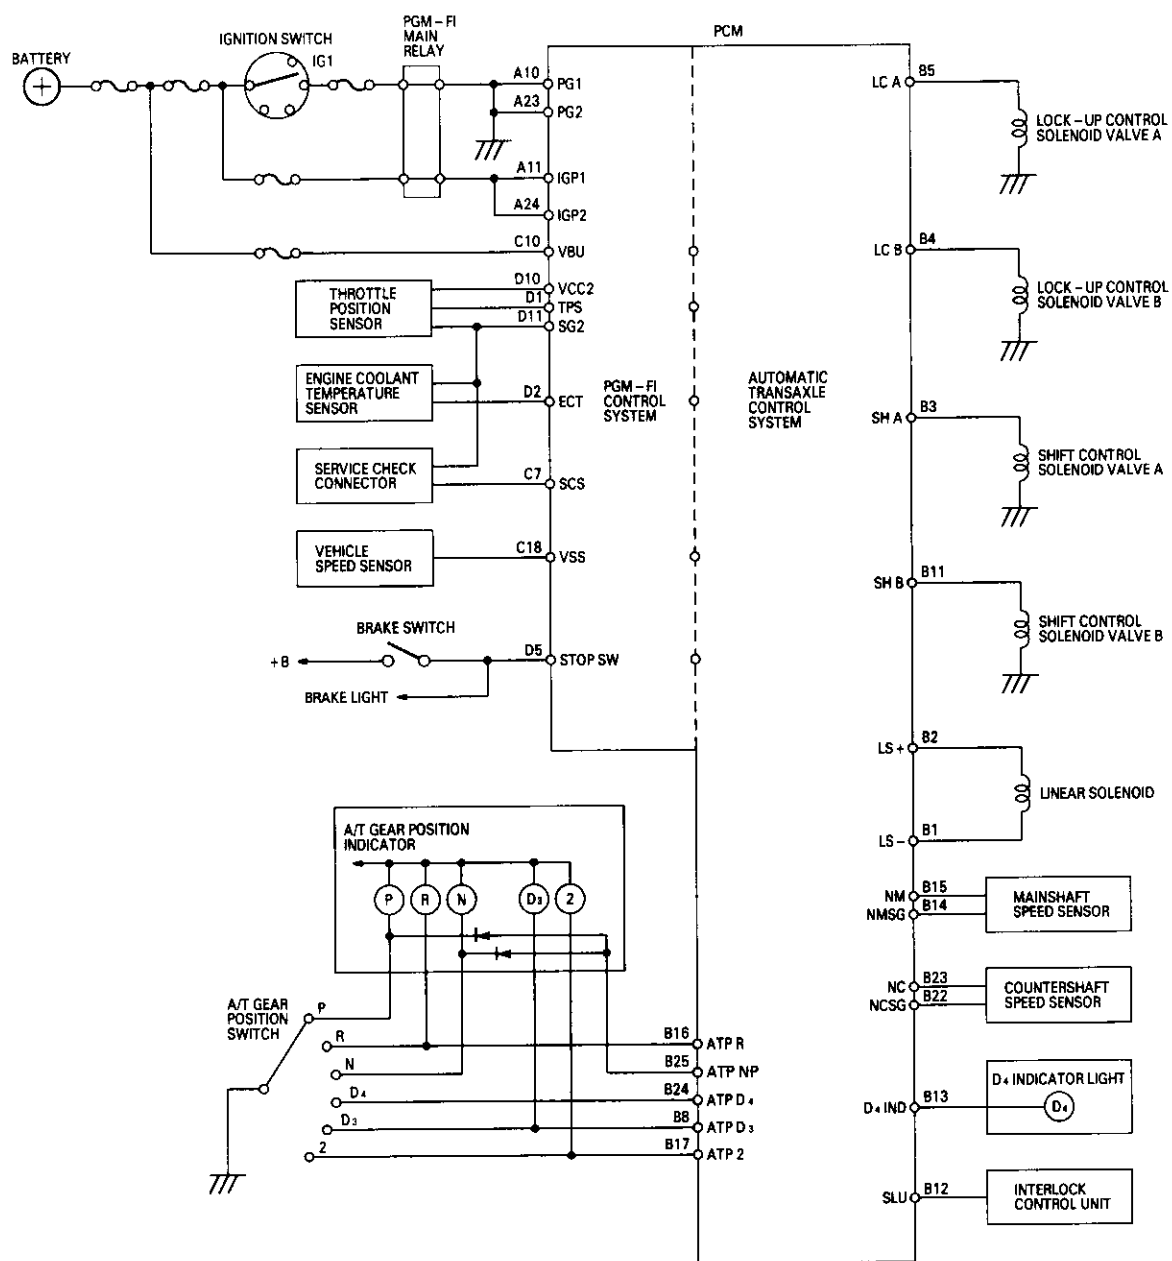 BATTERY
IGNITION SWITCH
IG1
PGM – FI
MAIN
RELAY
PCM
A10
PG1
A23
PG2
A11
IGP1
A24
IGP2
C10
VBU
THROTTLE
POSITION
SENSOR
D10
VCC2
D1
TPS
D11
SG2
ENGINE COOLANT
TEMPERATURE
SENSOR
D2
ECT
SERVICE CHECK
CONNECTOR
C7
SCS
VEHICLE
SPEED SENSOR
C18
VSS
BRAKE SWITCH
+B
D5
STOP SW
BRAKE LIGHT
PGM – FI
CONTROL
SYSTEM
AUTOMATIC
TRANSAXLE
CONTROL
SYSTEM
LC A
B5
LOCK – UP CONTROL
SOLENOID VALVE A
LC B
B4
LOCK – UP CONTROL
SOLENOID VALVE B
SH A
B3
SHIFT CONTROL
SOLENOID VALVE A
SH B
B11
SHIFT CONTROL
SOLENOID VALVE B
LS +
B2
LINEAR SOLENOID
LS –
B1
NM
B15
NMSG
B14
MAINSHAFT
SPEED SENSOR
NC
B23
NCSG
B22
COUNTERSHAFT
SPEED SENSOR
D4 INDICATOR LIGHT
D4 IND
B13
D4
SLU
B12
INTERLOCK
CONTROL UNIT
A/T GEAR POSITION
INDICATOR
P
R
N
D3
2
A/T GEAR
POSITION
SWITCH
P
R
B16
ATP R
N
B25
ATP NP
D4
B24
ATP D4
D3
B8
ATP D3
2
B17
ATP 2